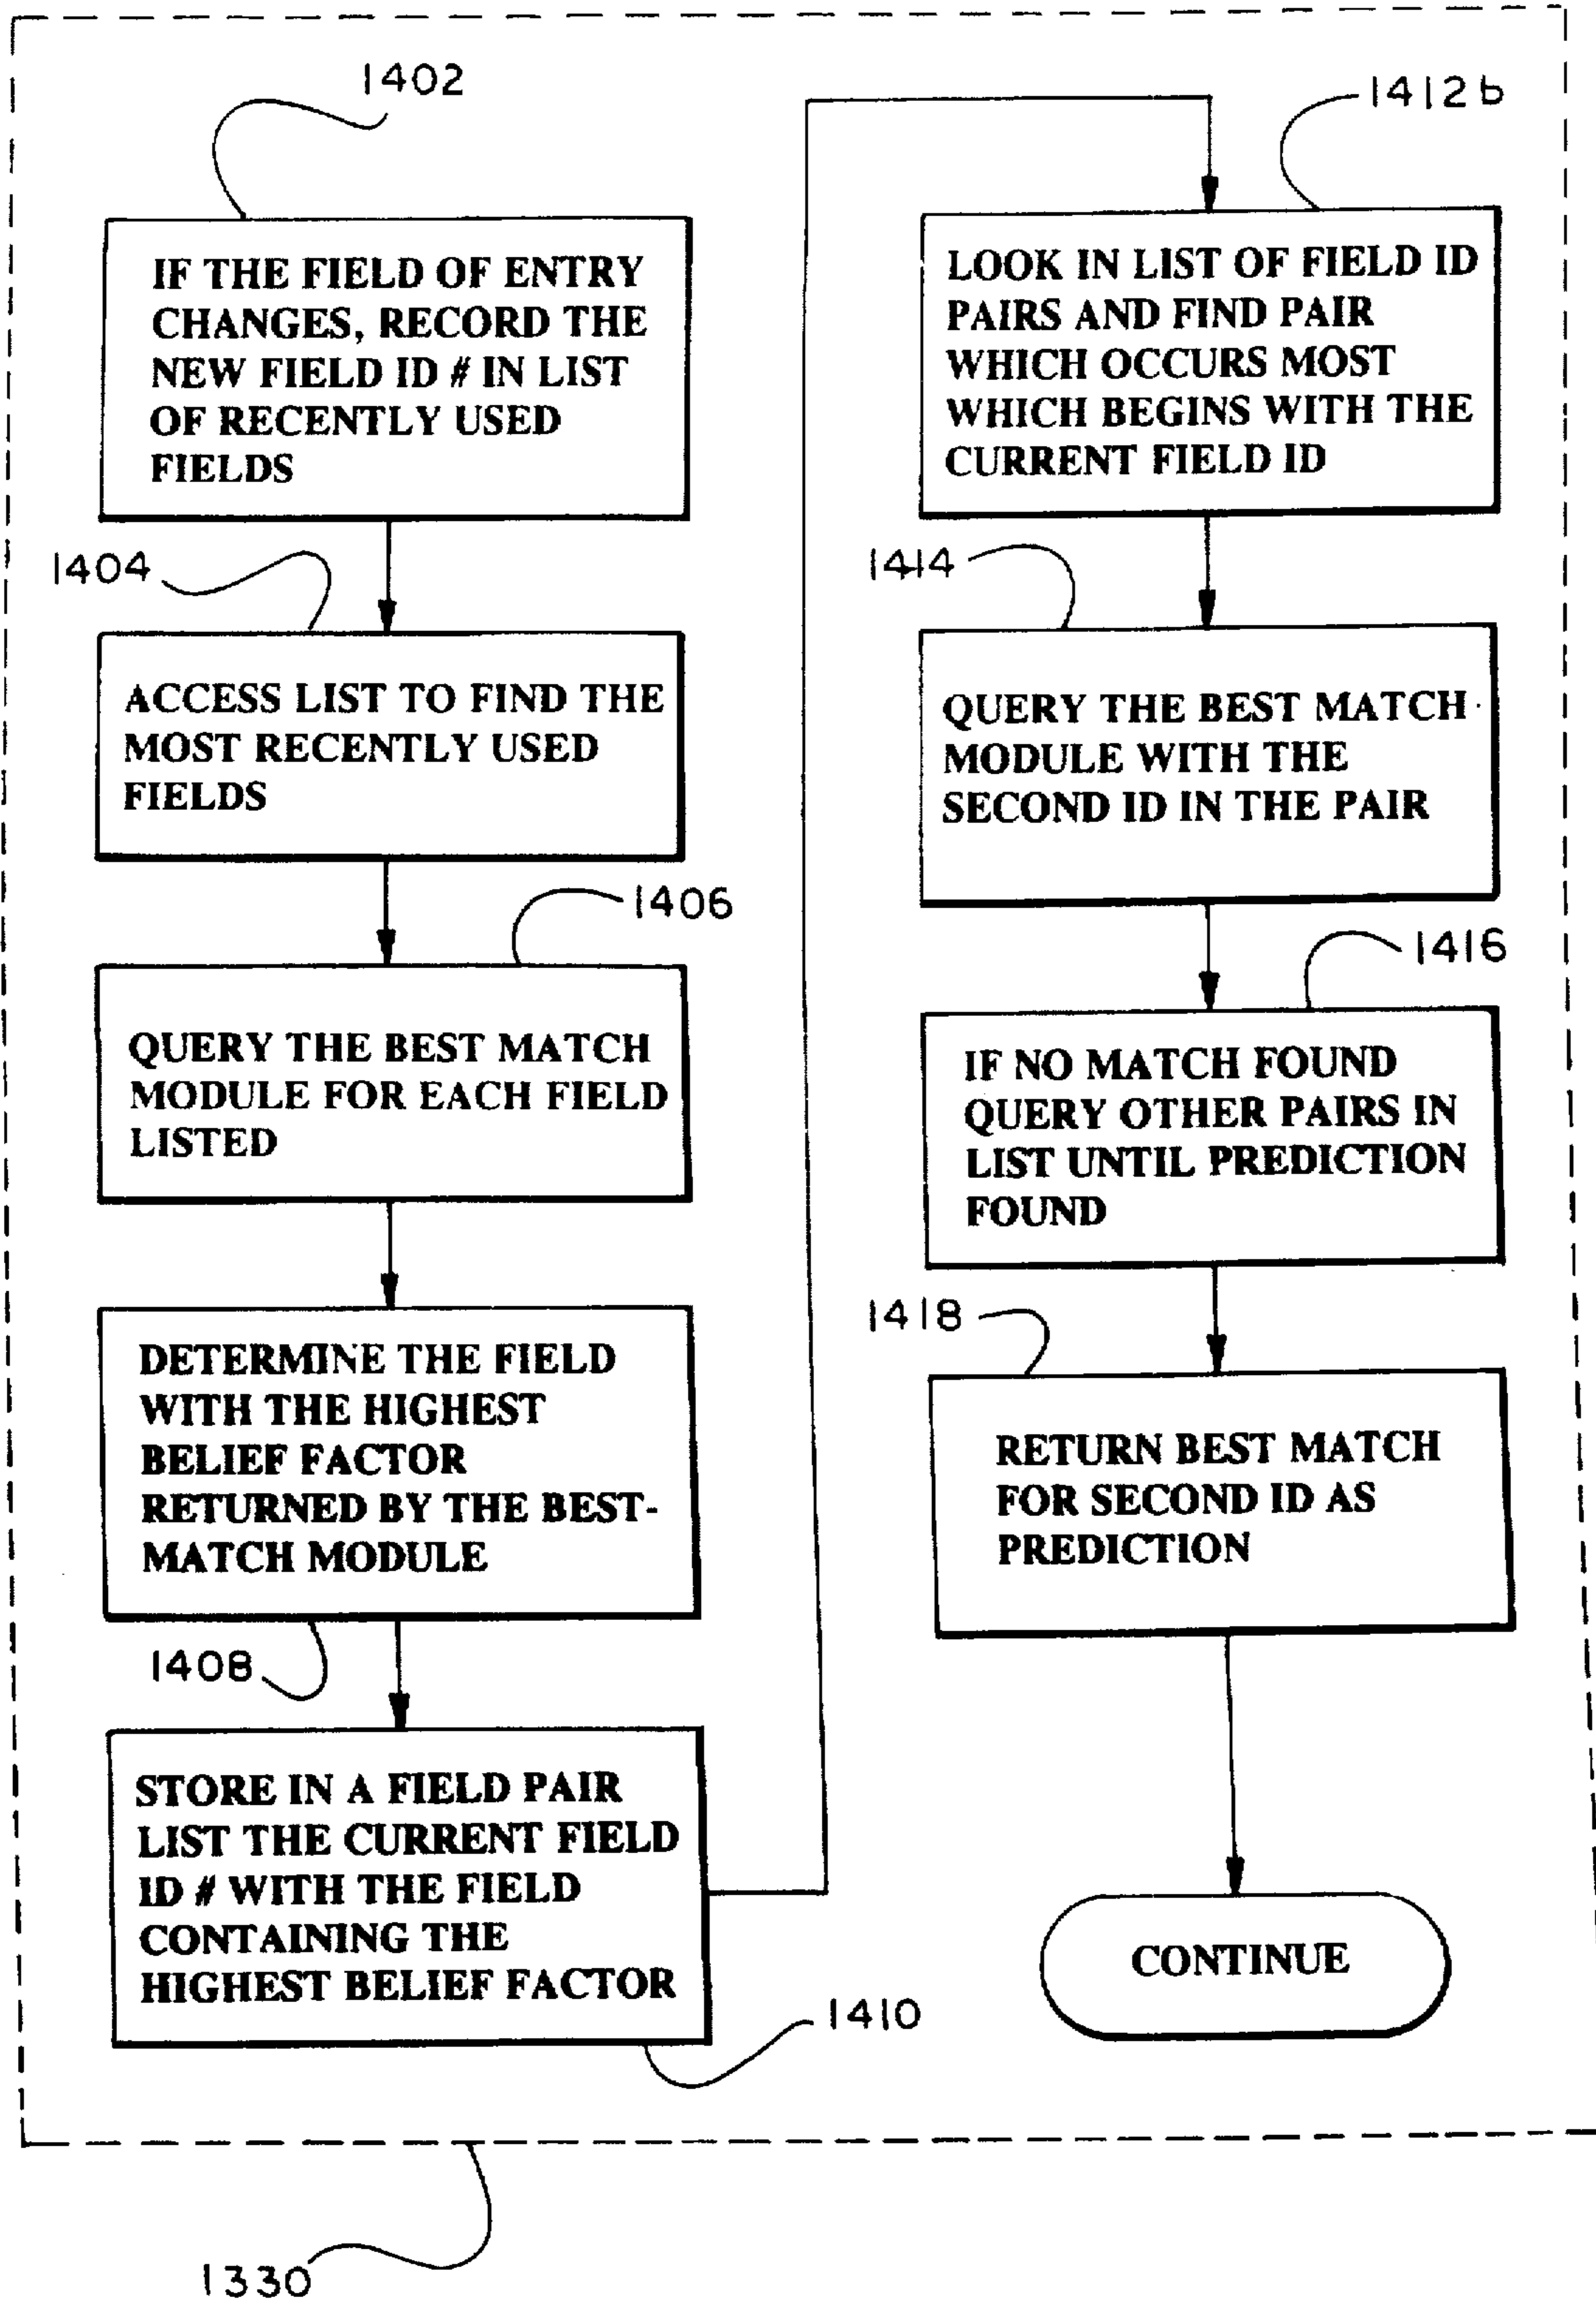 1402
IF THE FIELD OF ENTRY
CHANGES, RECORD THE
NEW FIELD ID # IN LIST
OF RECENTLY USED
FIELDS
1404
ACCESS LIST TO FIND THE
MOST RECENTLY USED
FIELDS
1406
QUERY THE BEST MATCH
MODULE FOR EACH FIELD
LISTED
DETERMINE THE FIELD
WITH THE HIGHEST
BELIEF FACTOR
RETURNED BY THE BEST-
MATCH MODULE
1408
STORE IN A FIELD PAIR
LIST THE CURRENT FIELD
ID # WITH THE FIELD
CONTAINING THE
HIGHEST BELIEF FACTOR
1410
1412b
LOOK IN LIST OF FIELD ID
PAIRS AND FIND PAIR
WHICH OCCURS MOST
WHICH BEGINS WITH THE
CURRENT FIELD ID
1414
QUERY THE BEST MATCH
MODULE WITH THE
SECOND ID IN THE PAIR
1416
IF NO MATCH FOUND
QUERY OTHER PAIRS IN
LIST UNTIL PREDICTION
FOUND
1418
RETURN BEST MATCH
FOR SECOND ID AS
PREDICTION
CONTINUE
1330